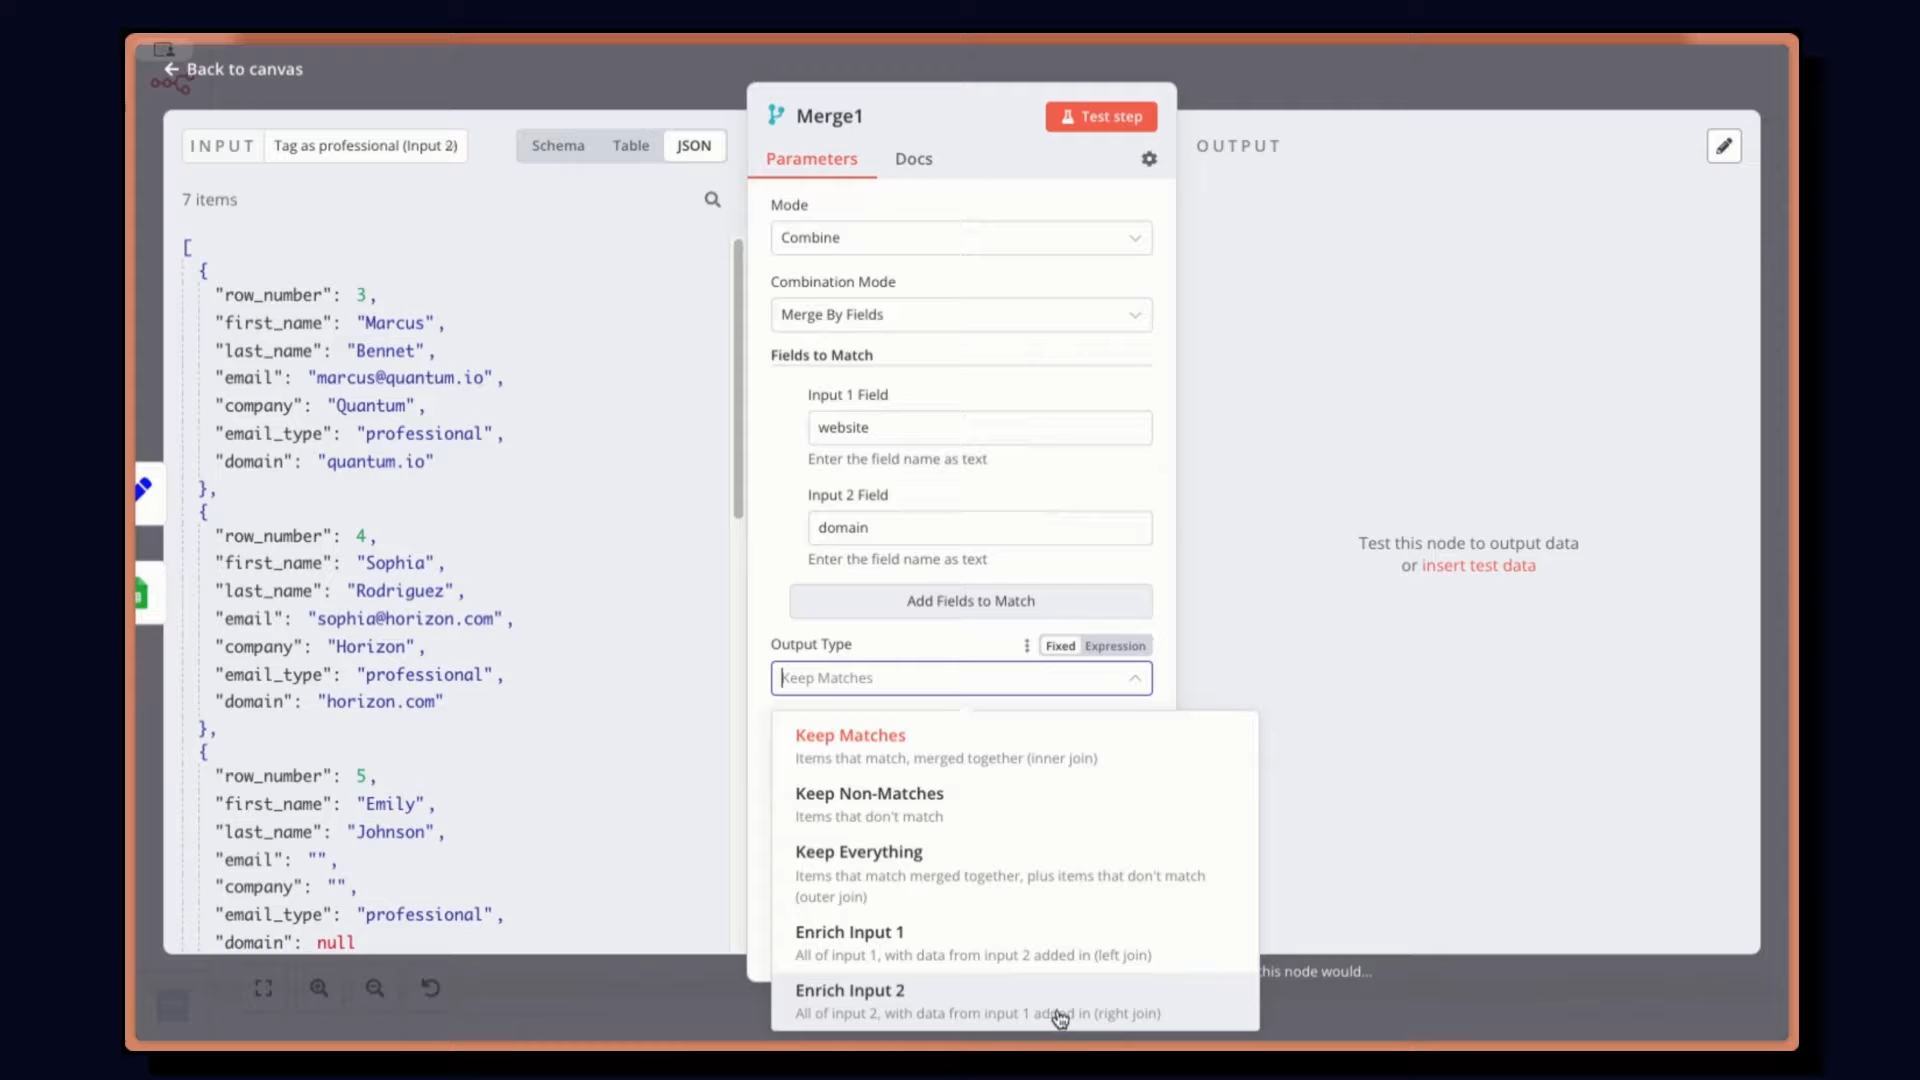 Back to canvas
INPUT
Tag as professional (Input 2)
Schema
Table
JSON
7 items
[
{
"row_number": 3,
"first_name": "Marcus",
"last_name": "Bennet",
"email": "marcus@quantum.io",
"company": "Quantum",
"email_type": "professional",
"domain": "quantum.io"
},
{
"row_number": 4,
"first_name": "Sophia",
"last_name": "Rodriguez",
"email": "sophia@horizon.com",
"company": "Horizon",
"email_type": "professional",
"domain": "horizon.com"
},
{
"row_number": 5,
"first_name": "Emily",
"last_name": "Johnson",
"email": "",
"company": "",
"email_type": "professional",
"domain": null
Merge1
Test step
Parameters
Docs
Mode
Combine
Combination Mode
Merge By Fields
Fields to Match
Input 1 Field
website
Enter the field name as text
Input 2 Field
domain
Enter the field name as text
Add Fields to Match
Output Type
Fixed
Expression
Keep Matches
Keep Matches
Items that match, merged together (inner join)
Keep Non-Matches
Items that don't match
Keep Everything
Items that match merged together, plus items that don't match
(outer join)
Enrich Input 1
All of input 1, with data from input 2 added in (left join)
Enrich Input 2
All of input 2, with data from input 1 added in (right join)
OUTPUT
Test this node to output data
or insert test data
this node would...